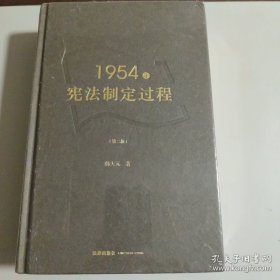 1954年
宪法制定过程
（第二版）
韩大元 著
法律出版社
孔夫子旧书网